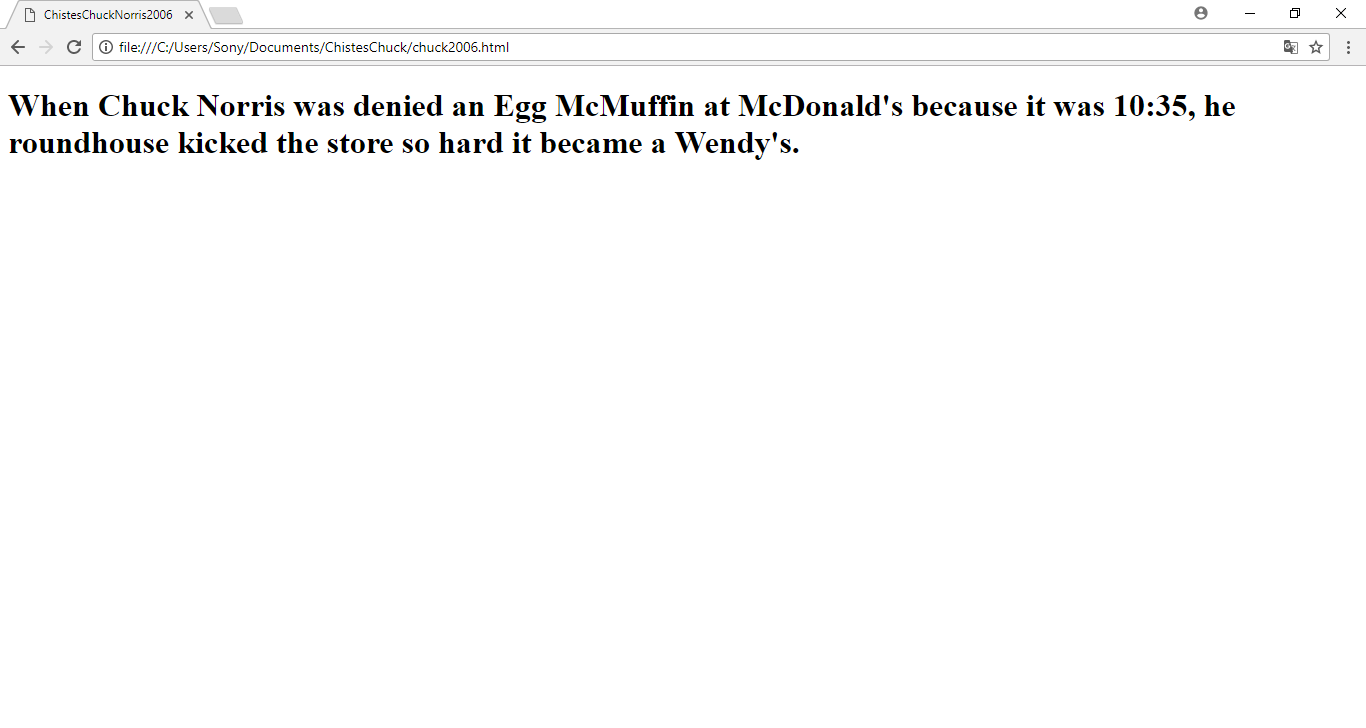 ChistesChuckNorris2006
file:///C:/Users/Sony/Documents/ChistesChuck/chuck2006.html
When Chuck Norris was denied an Egg McMuffin at McDonald's because it was 10:35, he
roundhouse kicked the store so hard it became a Wendy's.